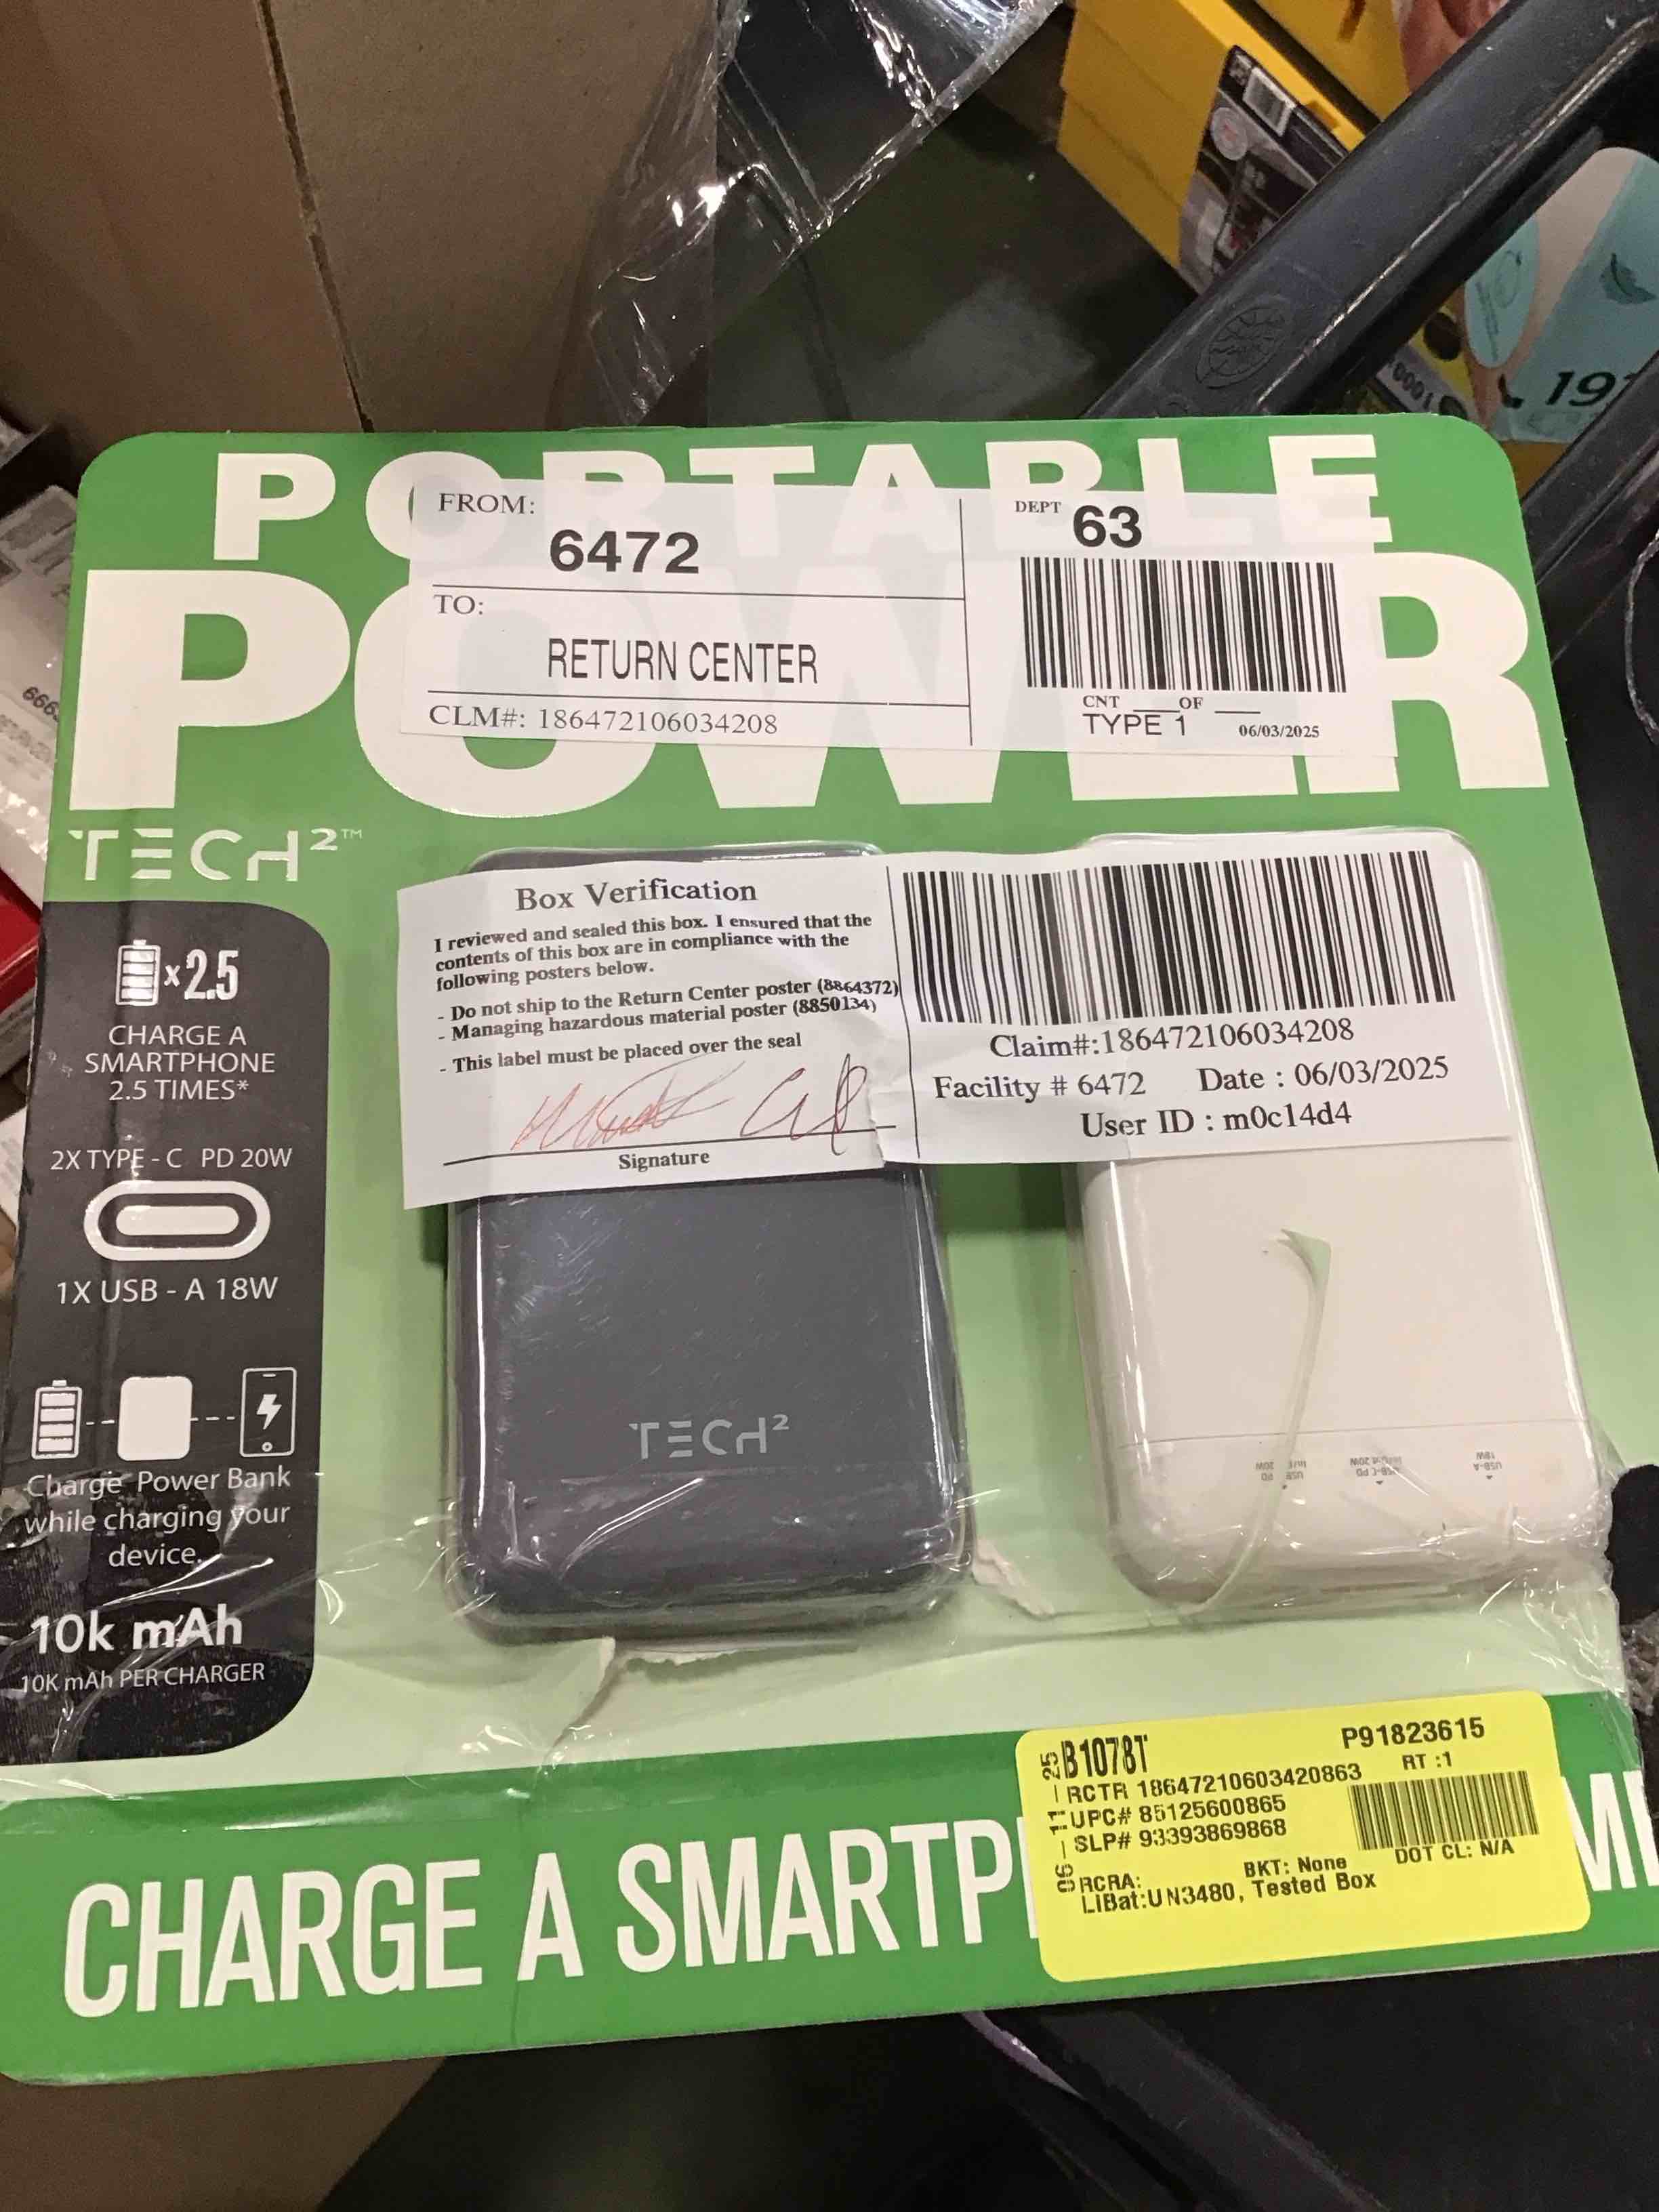 PORTABLE
POWER
FROM:
6472
TO:
RETURN CENTER
CLM#: 186472106034208
DEPT 63
CNT ____ OF ____
TYPE 1 06/03/2025
TECH²™
×2.5
CHARGE A
SMARTPHONE
2.5 TIMES*
2X TYPE - C PD 20W
1X USB - A 18W
Charge Power Bank
while charging your
device.
10k mAh
10K mAh PER CHARGER
Box Verification
I reviewed and sealed this box. I ensured that the
contents of this box are in compliance with the
following posters below.
- Do not ship to the Return Center poster (8864372)
- Managing hazardous material poster (8850134)
- This label must be placed over the seal
Signature
Claim#:186472106034208
Facility # 6472 Date : 06/03/2025
User ID : m0c14d4
TECH²
USB-A
18W
B1078T P91823615
RCTR 18647210603420863 RT :1
UPC# 85125600865
SLP# 93393869868
BKT: None DOT CL: N/A
RCRA:
LiBat:UN3480, Tested Box
06-11-25
CHARGE A SMARTP
1000
197